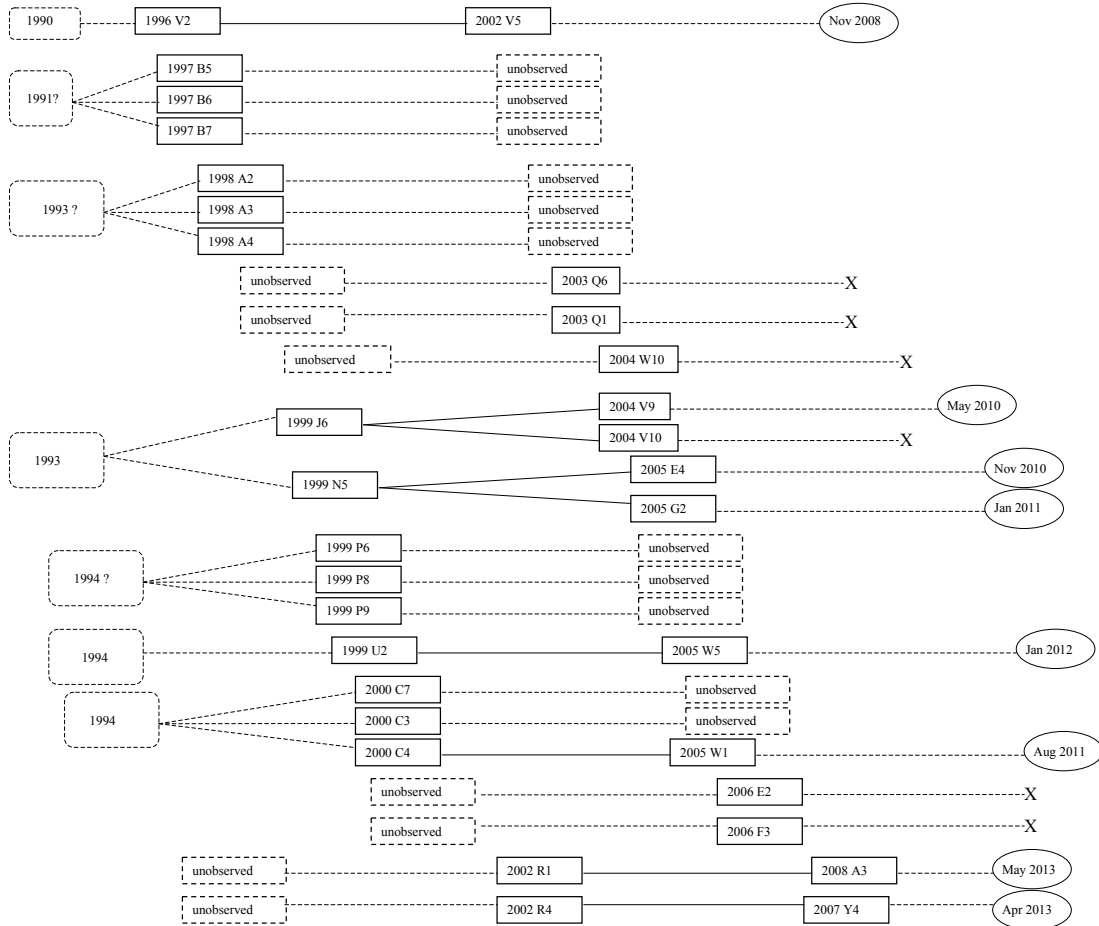 1990 1996 V2 2002 V5 Nov 2008
1997 B5 unobserved
1991? 1997 B6 unobserved
1997 B7 unobserved
1998 A2 unobserved
1993 ? 1998 A3 unobserved
1998 A4 unobserved
unobserved 2003 Q6 X
unobserved 2003 Q1 X
unobserved 2004 W10 X
2004 V9 May 2010
1999 J6
2004 V10 X
1993
2005 E4 Nov 2010
1999 N5
2005 G2 Jan 2011
1999 P6 unobserved
1994 ? 1999 P8 unobserved
1999 P9 unobserved
1994 1999 U2 2005 W5 Jan 2012
2000 C7 unobserved
1994 2000 C3 unobserved
2000 C4 2005 W1 Aug 2011
unobserved 2006 E2 X
unobserved 2006 F3 X
unobserved 2002 R1 2008 A3 May 2013
unobserved 2002 R4 2007 Y4 Apr 2013